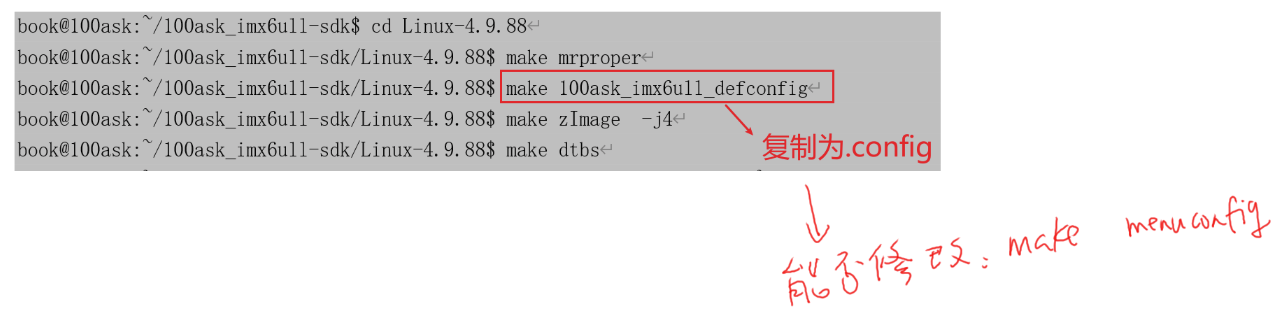 book@100ask:~/100ask_imx6ull-sdk$ cd Linux-4.9.88↵
book@100ask:~/100ask_imx6ull-sdk/Linux-4.9.88$ make mrproper↵
book@100ask:~/100ask_imx6ull-sdk/Linux-4.9.88$ make 100ask_imx6ull_defconfig↵
book@100ask:~/100ask_imx6ull-sdk/Linux-4.9.88$ make zImage  -j4↵
book@100ask:~/100ask_imx6ull-sdk/Linux-4.9.88$ make dtbs↵
复制为.config
能否修改: make menuconfig